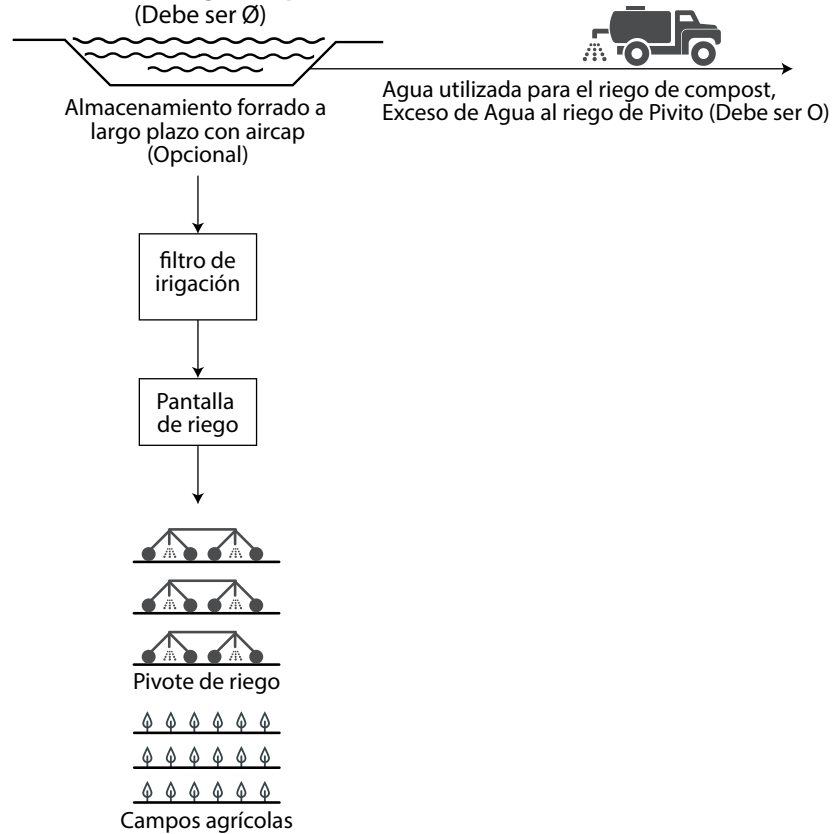 (Debe ser Ø)
Almacenamiento forrado a
largo plazo con aircap
(Opcional)
Agua utilizada para el riego de compost,
Exceso de Agua al riego de Pivito (Debe ser O)
filtro de
irigación
Pantalla
de riego
Pivote de riego
Campos agrícolas